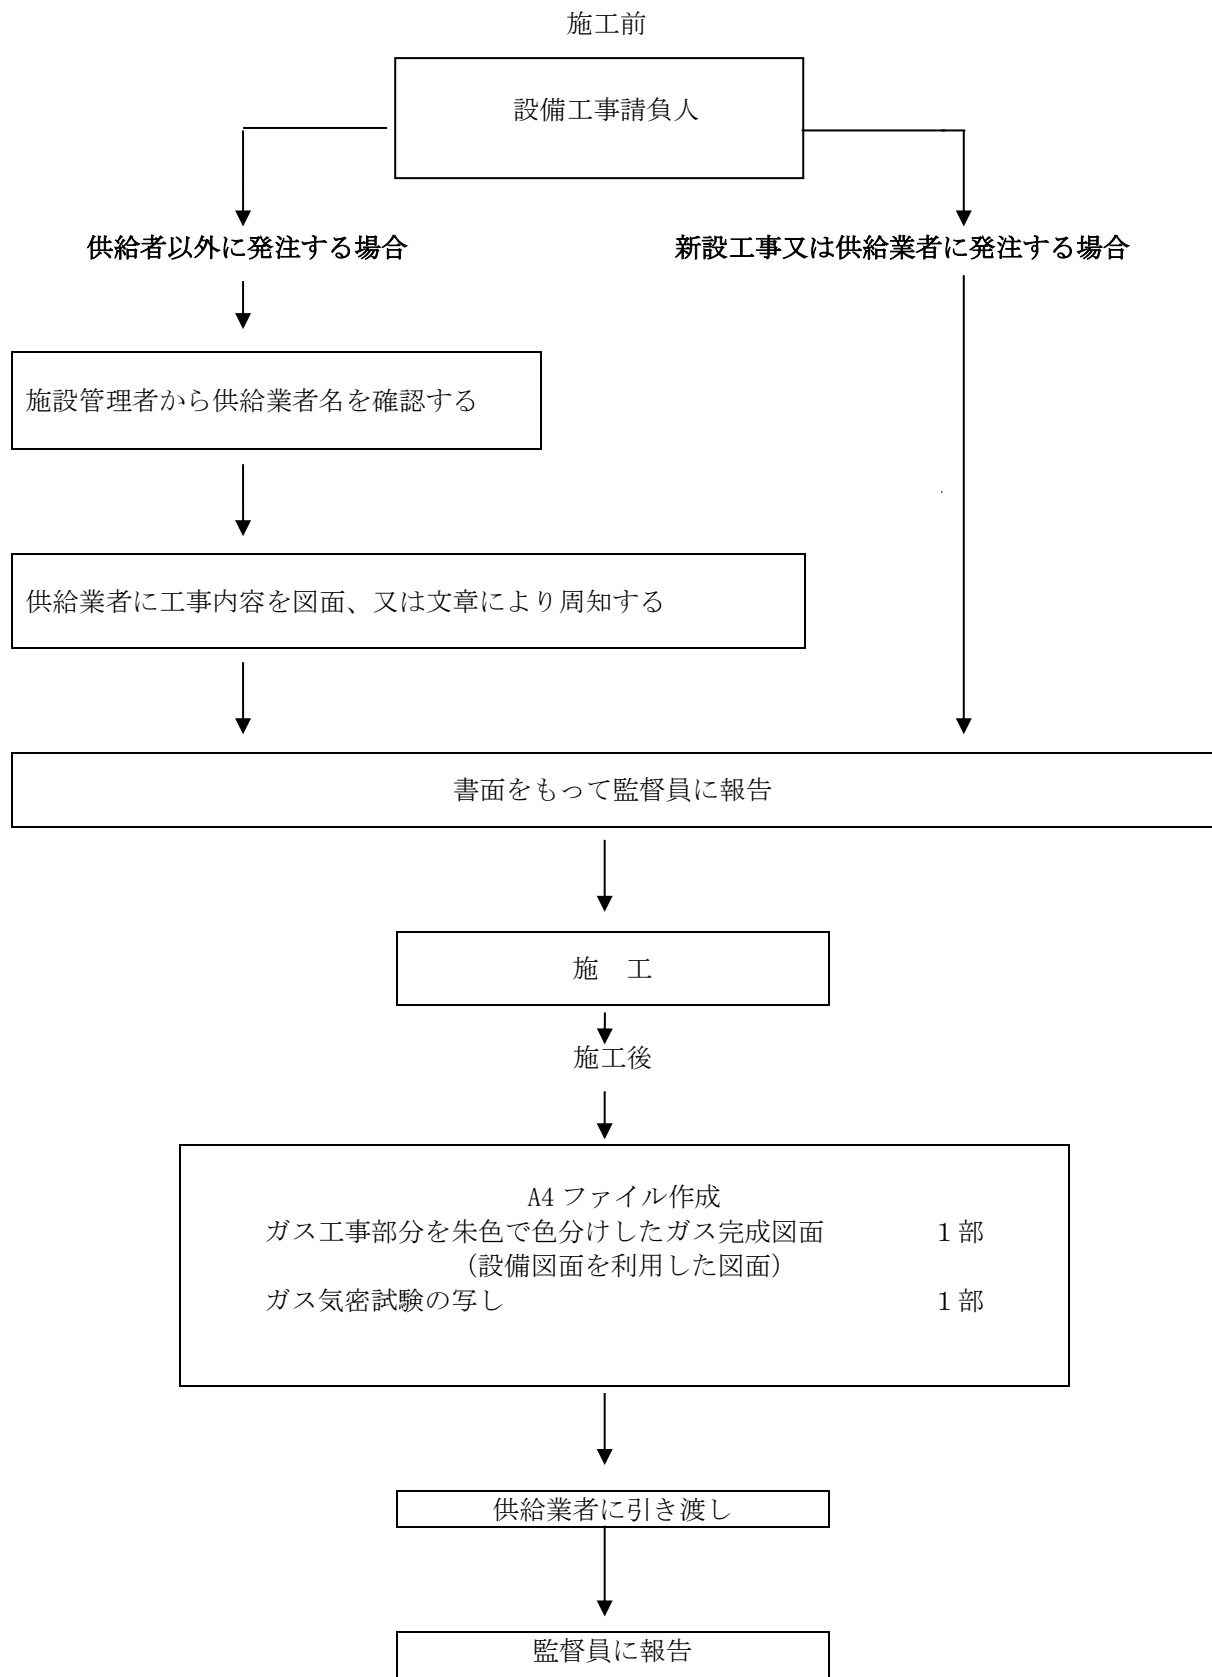 施工前
設備工事請負人
供給者以外に発注する場合
新設工事又は供給業者に発注する場合
施設管理者から供給業者名を確認する
供給業者に工事内容を図面、又は文章により周知する
書面をもって監督員に報告
施　工
施工後
A4 ファイル作成
ガス工事部分を朱色で色分けしたガス完成図面　　　　１部
（設備図面を利用した図面）
ガス気密試験の写し　　　　１部
供給業者に引き渡し
監督員に報告